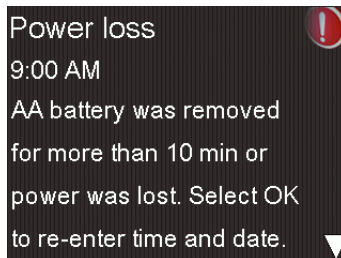 Power loss
9:00 AM
AA battery was removed
for more than 10 min or
power was lost. Select OK
to re-enter time and date.